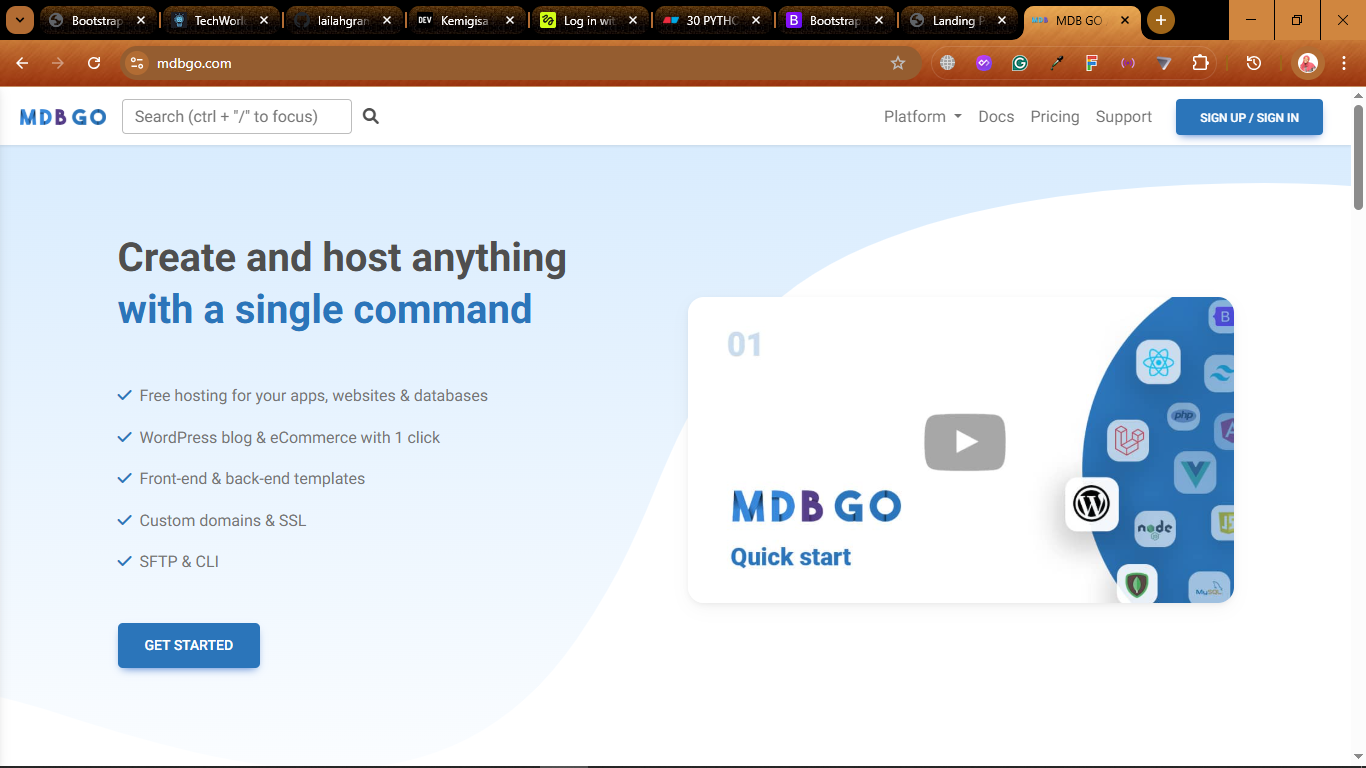 Bootstrap
TechWork
lailahgran
DEV Kemigisa
Log in wit
30 PYTHO
B Bootstrap
Landing P
MDB GO
mdbgo.com
MDB GO
Search (ctrl + "/" to focus)
Platform
Docs
Pricing
Support
SIGN UP / SIGN IN
Create and host anything
with a single command
Free hosting for your apps, websites & databases
WordPress blog & eCommerce with 1 click
Front-end & back-end templates
Custom domains & SSL
SFTP & CLI
GET STARTED
01
MDB GO
Quick start
B
php
node
JS
MySQL